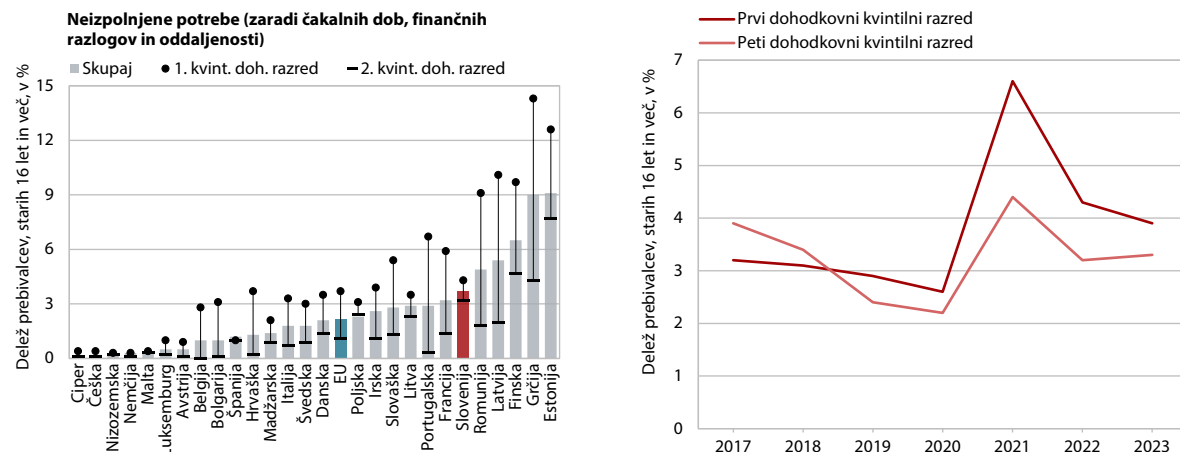 Neizpolnjene potrebe (zaradi čakalnih dob, finančnih
razlogov in oddaljenosti)
Skupaj
1. kvint. doh. razred
2. kvint. doh. razred
Delež prebivalcev, starih 16 let in več, v %
15
12
9
6
3
0
Ciper
Češka
Nizozemska
Nemčija
Malta
Luksemburg
Avstrija
Belgija
Bolgarija
Španija
Hrvaška
Madžarska
Italija
Švedska
Danska
EU
Poljska
Irska
Slovaška
Litva
Portugalska
Francija
Slovenija
Romunija
Latvija
Finska
Grčija
Estonija
Prvi dohodkovni kvintilni razred
Peti dohodkovni kvintilni razred
Delež prebivalcev, starih 16 let in več, v %
7
6
5
4
3
2
1
0
2017 2018 2019 2020 2021 2022 2023